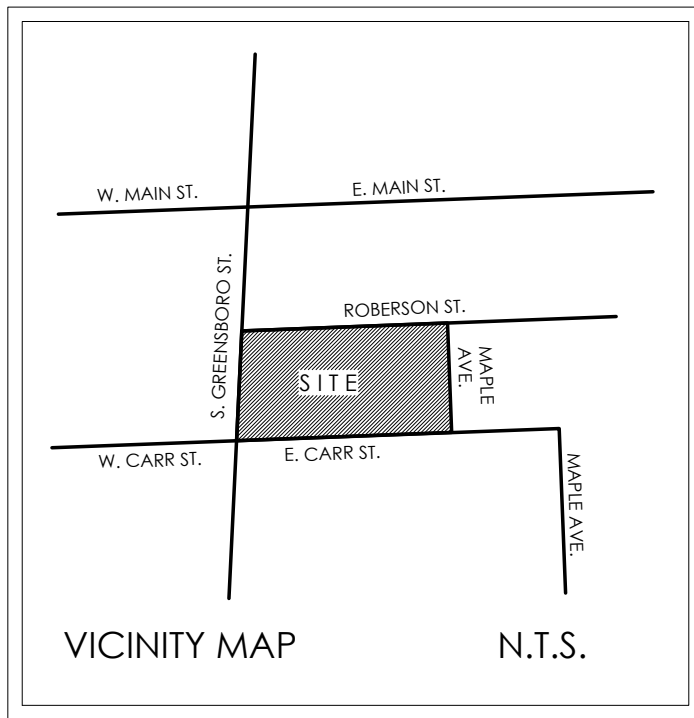 W. MAIN ST.
E. MAIN ST.
S. GREENSBORO ST.
ROBERSON ST.
MAPLE
AVE.
SITE
W. CARR ST.
E. CARR ST.
MAPLE AVE.
VICINITY MAP
N.T.S.